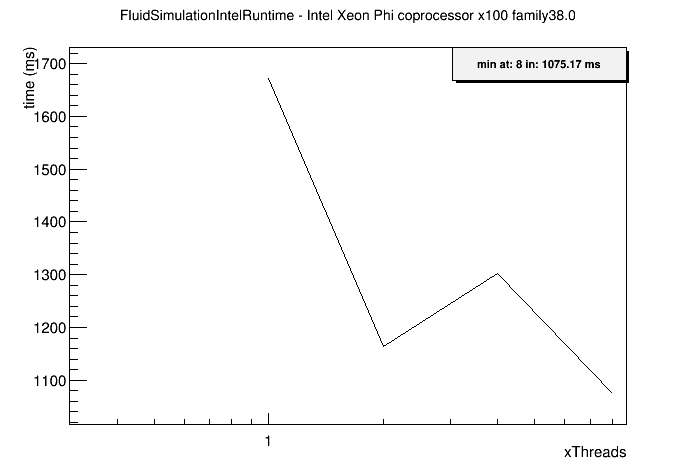 FluidSimulationIntelRuntime - Intel Xeon Phi coprocessor x100 family38.0
min at: 8 in: 1075.17 ms
time (ms)
1700
1600
1500
1400
1300
1200
1100
1
xThreads